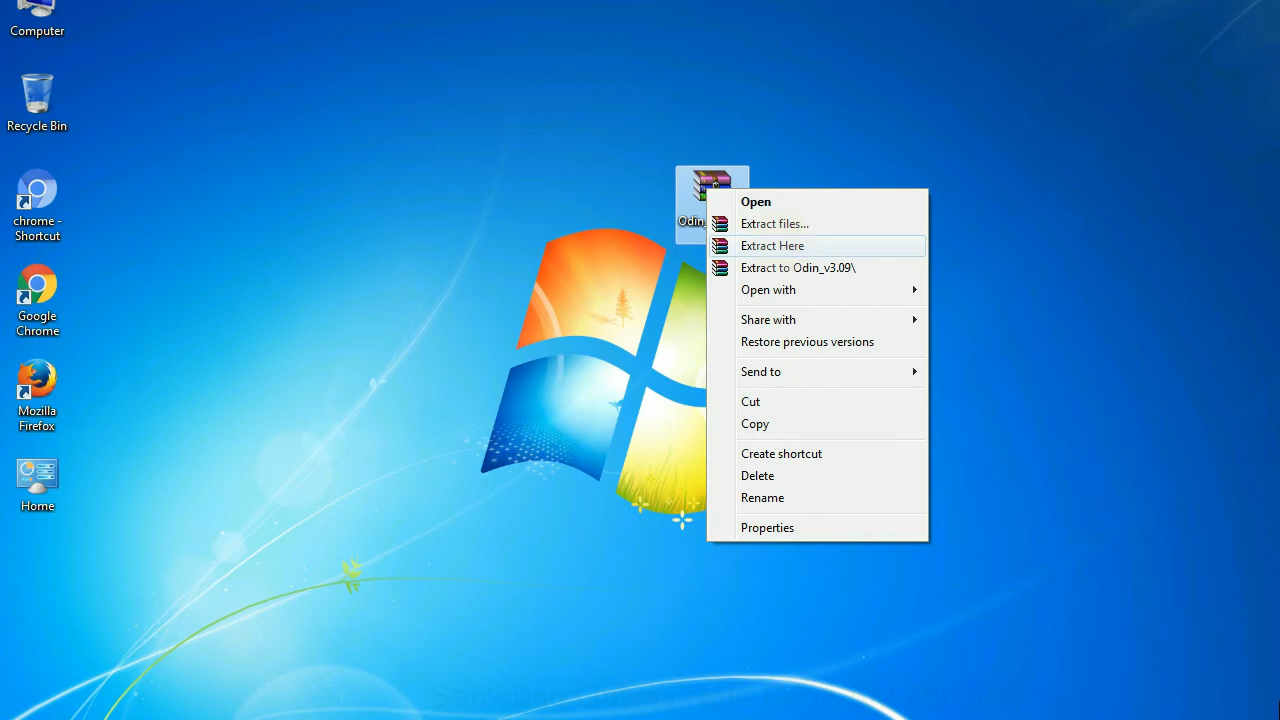 Computer
Recycle Bin
chrome -
Shortcut
Google
Chrome
Mozilla
Firefox
Home
Open
Extract files...
Extract Here
Extract to Odin_v3.09\
Open with
Share with
Restore previous versions
Send to
Cut
Copy
Create shortcut
Delete
Rename
Properties